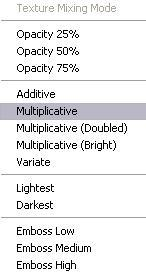 Texture Mixing Mode
Opacity 25%
Opacity 50%
Opacity 75%
Additive
Multiplicative
Multiplicative (Doubled)
Multiplicative (Bright)
Variate
Lightest
Darkest
Emboss Low
Emboss Medium
Emboss High